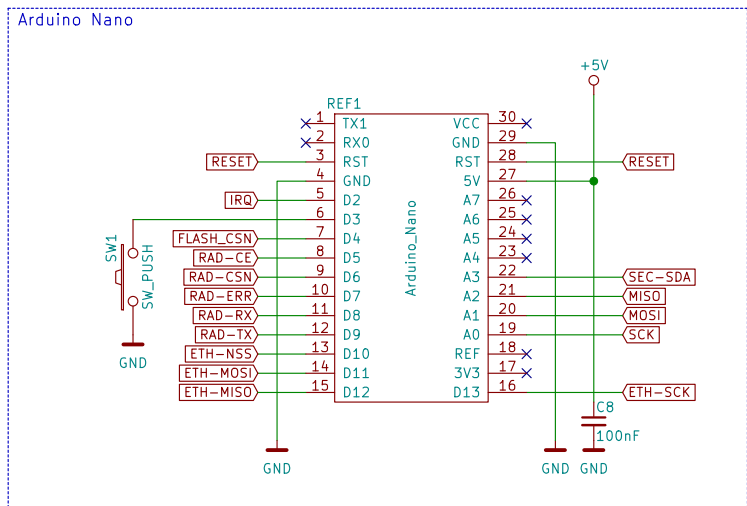 Arduino Nano
+5V
REF1
1 TX1 VCC 30
2 RX0 GND 29
RESET 3 RST RST 28 RESET
4 GND 5V 27
IRQ 5 D2 A7 26
6 D3 A6 25
FLASH_CSN 7 D4 A5 24
RAD-CE 8 D5 A4 23
RAD-CSN 9 D6 A3 22 SEC-SDA
RAD-ERR 10 D7 A2 21 MISO
RAD-RX 11 D8 A1 20 MOSI
RAD-TX 12 D9 A0 19 SCK
ETH-NSS 13 D10 REF 18
ETH-MOSI 14 D11 3V3 17
ETH-MISO 15 D12 D13 16 ETH-SCK
Arduino_Nano
SW1
SW_PUSH
GND
C8
100nF
GND
GND
GND